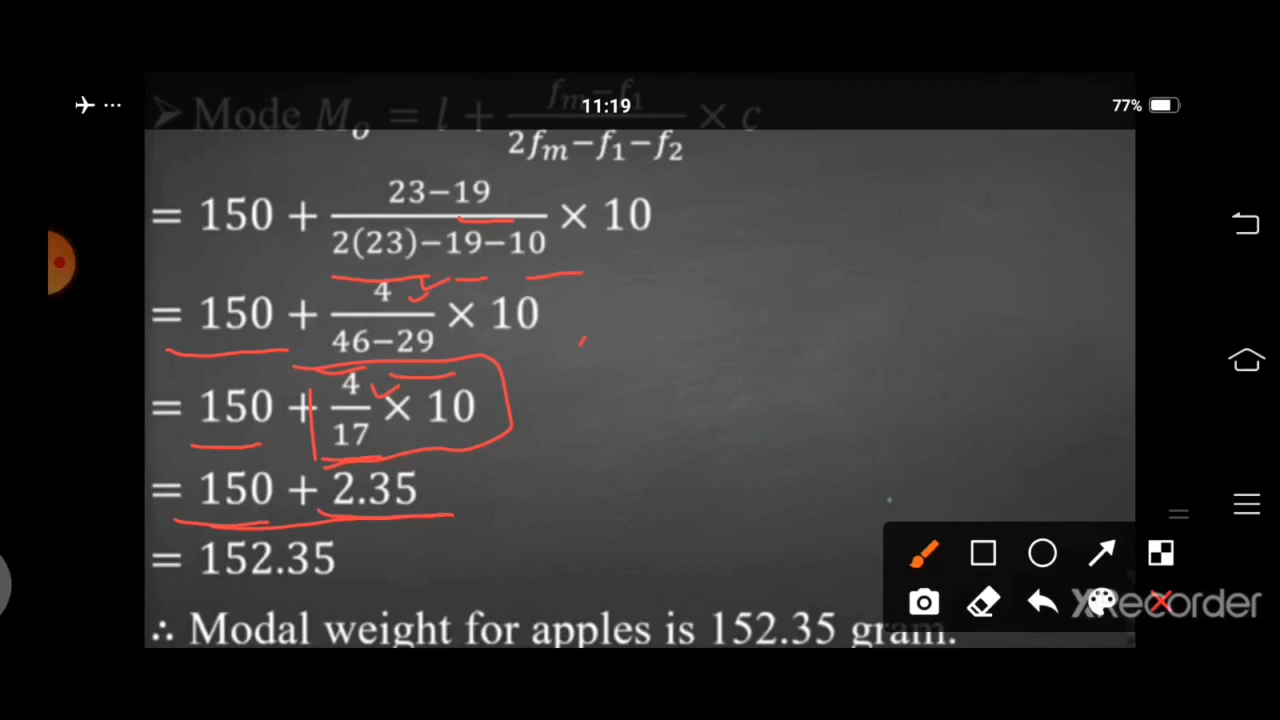 11:19
77%
➤ Mode Mₒ = l + (fₘ−f₁)/(2fₘ−f₁−f₂) × c
= 150 + (23−19)/(2(23)−19−10) × 10
= 150 + 4/(46−29) × 10
= 150 + 4/17 × 10
= 150 + 2.35
= 152.35
∴ Modal weight for apples is 152.35 gram.
XRecorder